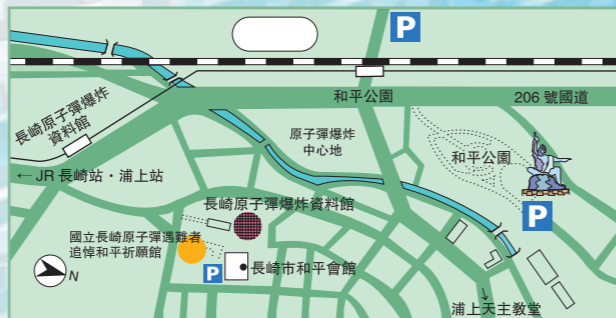 P
和平公園
206 號國道
長崎原子彈爆炸
資料館
原子彈爆炸
中心地
和平公園
← JR 長崎站・浦上站
長崎原子彈爆炸資料館
P
國立長崎原子彈遇難者
追悼和平祈願館
P
長崎市和平會館
N
浦上天主教堂